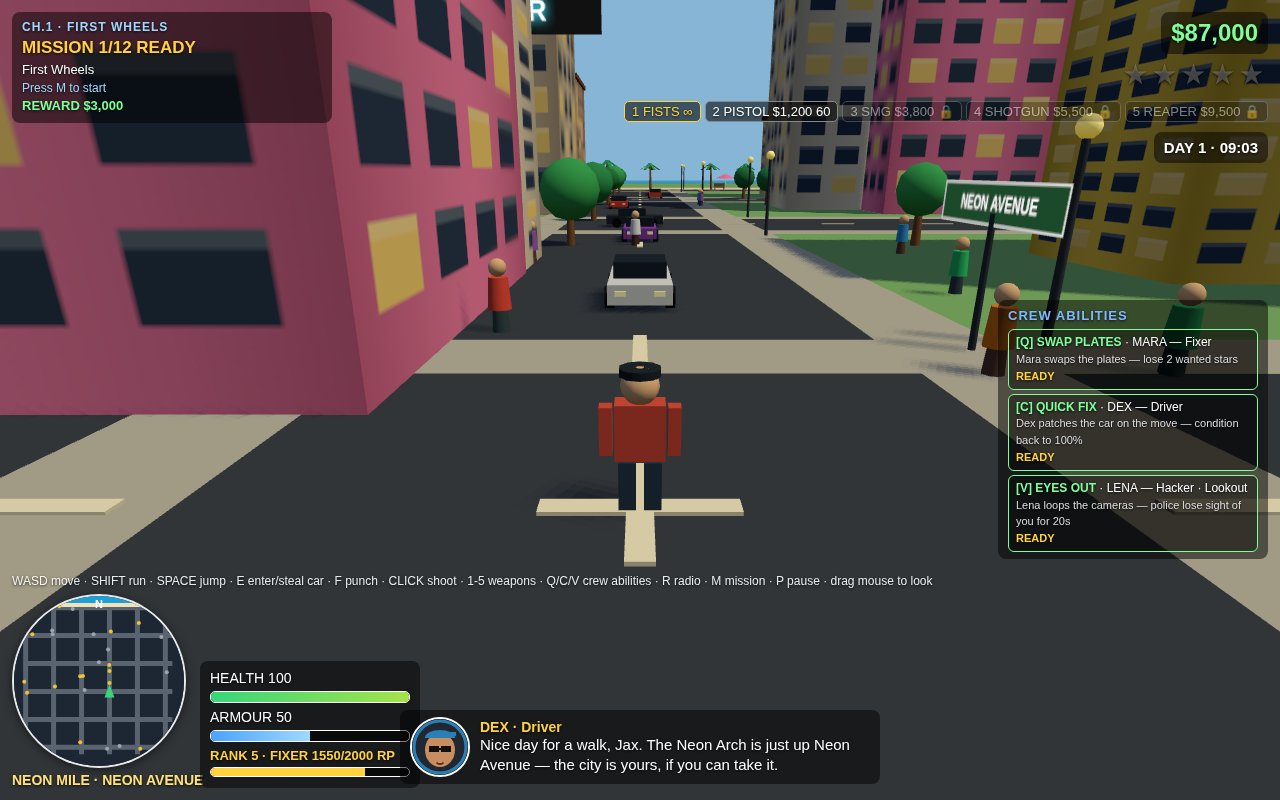 CH.1 · FIRST WHEELS
MISSION 1/12 READY
First Wheels
Press M to start
REWARD $3,000
R
$87,000
1 FISTS ∞
2 PISTOL $1,200 60
3 SMG $3,800 🔒
4 SHOTGUN $5,500 🔒
5 REAPER $9,500 🔒
DAY 1 · 09:03
NEON AVENUE
CREW ABILITIES
[Q] SWAP PLATES · MARA — Fixer
Mara swaps the plates — lose 2 wanted stars
READY
[C] QUICK FIX · DEX — Driver
Dex patches the car on the move — condition
back to 100%
READY
[V] EYES OUT · LENA — Hacker · Lookout
Lena loops the cameras — police lose sight of
you for 20s
READY
WASD move · SHIFT run · SPACE jump · E enter/steal car · F punch · CLICK shoot · 1-5 weapons · Q/C/V crew abilities · R radio · M mission · P pause · drag mouse to look
N
NEON MILE · NEON AVENUE
HEALTH 100
ARMOUR 50
RANK 5 · FIXER 1550/2000 RP
DEX · Driver
Nice day for a walk, Jax. The Neon Arch is just up Neon
Avenue — the city is yours, if you can take it.